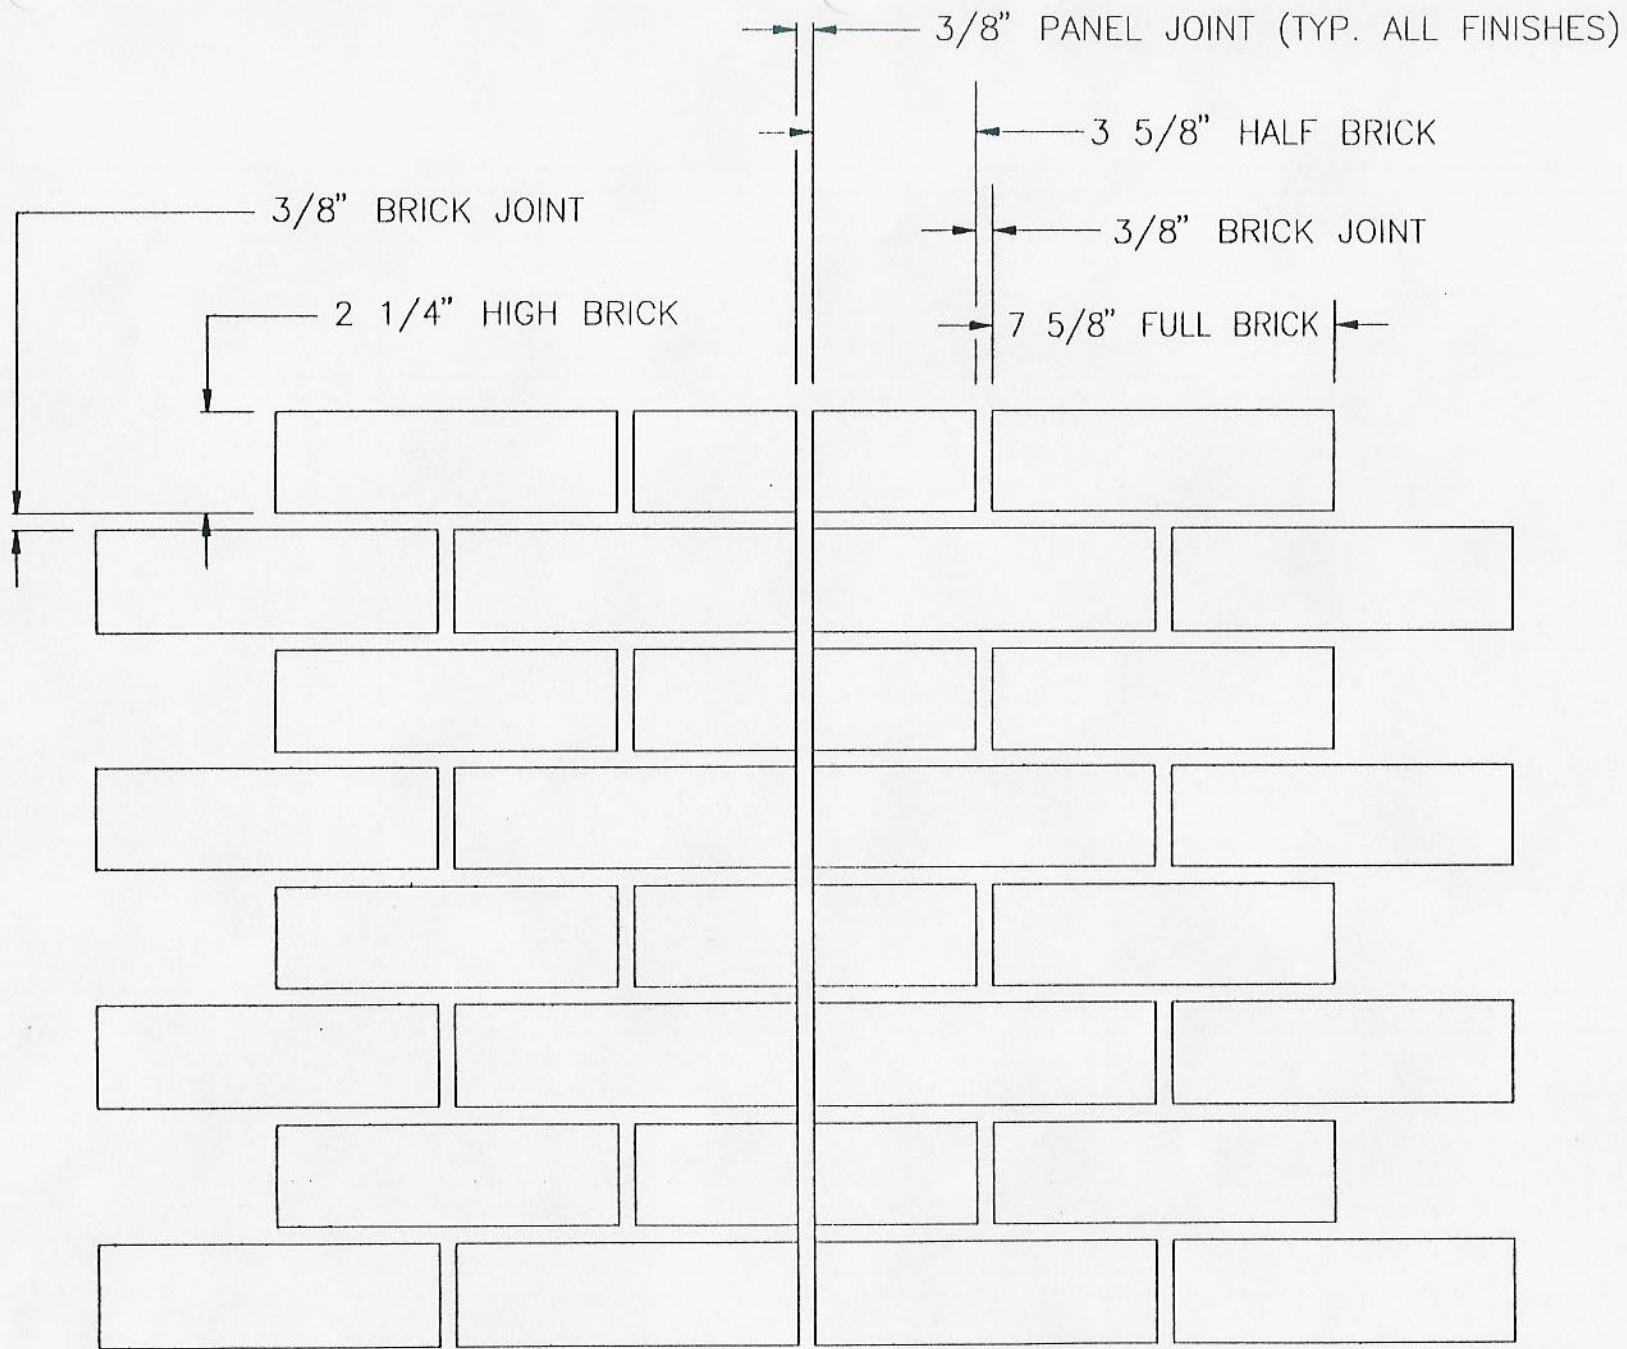 3/8" PANEL JOINT (TYP. ALL FINISHES)
3 5/8" HALF BRICK
3/8" BRICK JOINT
3/8" BRICK JOINT
2 1/4" HIGH BRICK
7 5/8" FULL BRICK